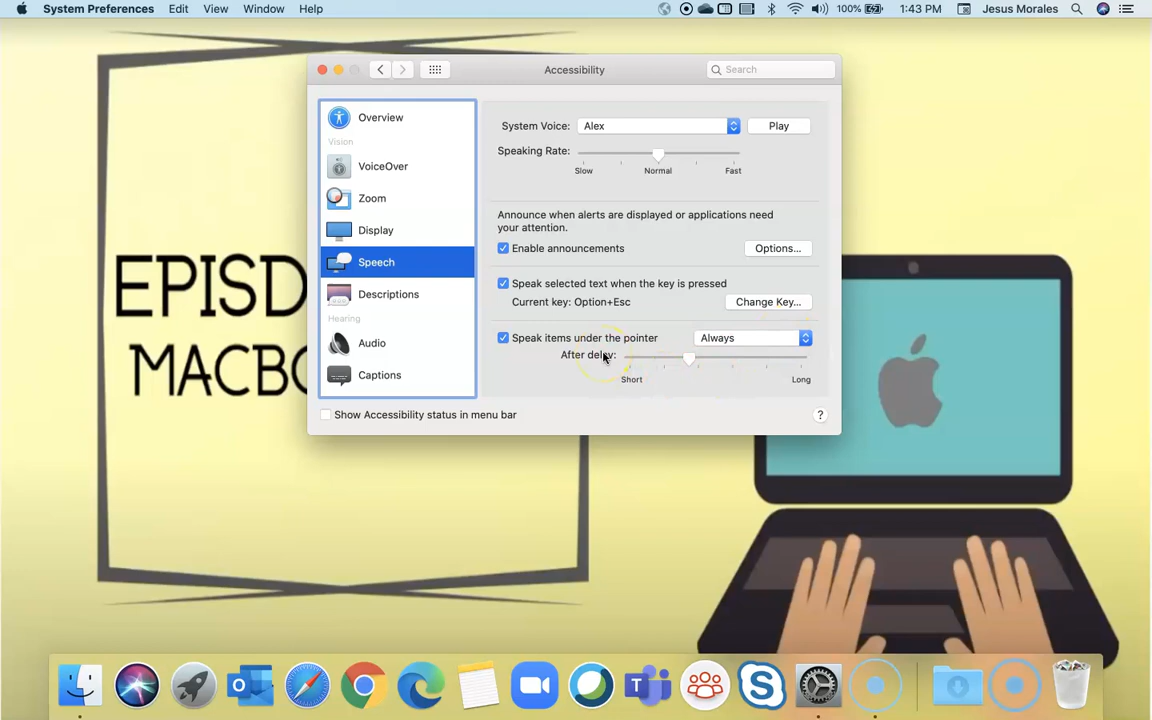 System Preferences Edit View Window Help 100% 1:43 PM Jesus Morales
Accessibility
Search
Overview
Vision
VoiceOver
Zoom
Display
Speech
Descriptions
Hearing
Audio
Captions
System Voice: Alex Play
Speaking Rate:
Slow Normal Fast
Announce when alerts are displayed or applications need
your attention.
Enable announcements Options...
Speak selected text when the key is pressed
Current key: Option+Esc Change Key...
Speak items under the pointer Always
After delay:
Short Long
Show Accessibility status in menu bar ?
EPISD
MACBO